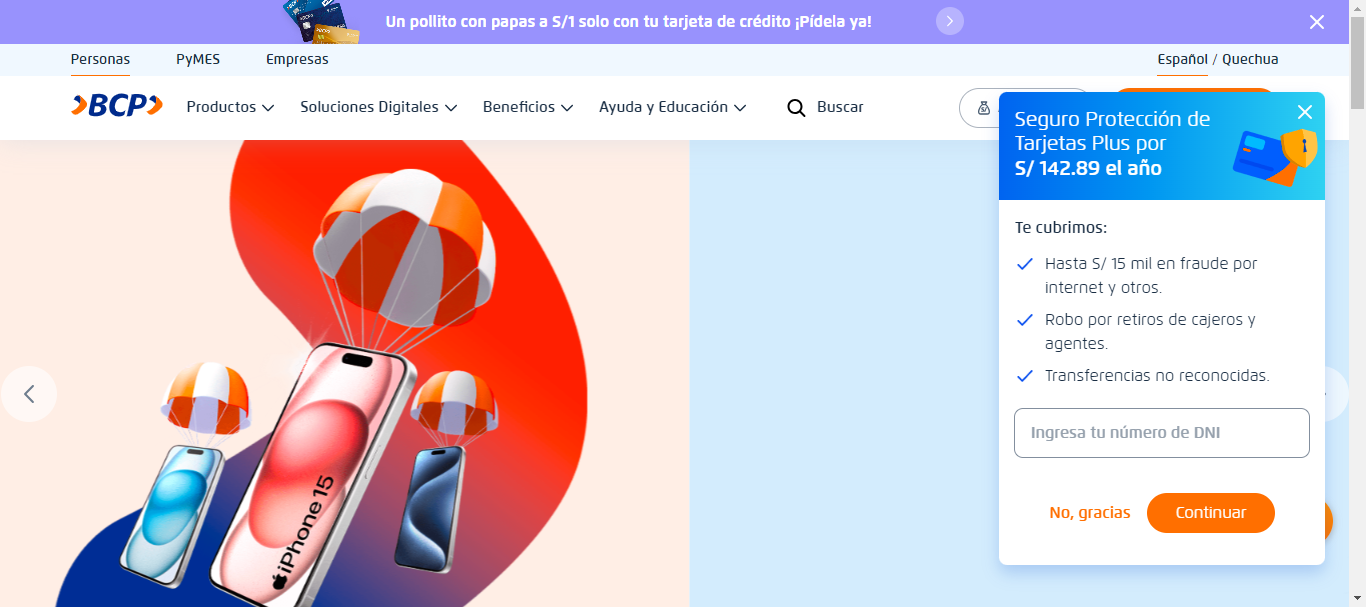 Un pollito con papas a S/1 solo con tu tarjeta de crédito ¡Pídela ya!
Personas PyMES Empresas Español / Quechua
BCP Productos Soluciones Digitales Beneficios Ayuda y Educación Buscar
Seguro Protección de
Tarjetas Plus por
S/ 142.89 el año
Te cubrimos:
Hasta S/ 15 mil en fraude por
internet y otros.
Robo por retiros de cajeros y
agentes.
Transferencias no reconocidas.
Ingresa tu número de DNI
No, gracias Continuar
iPhone 15